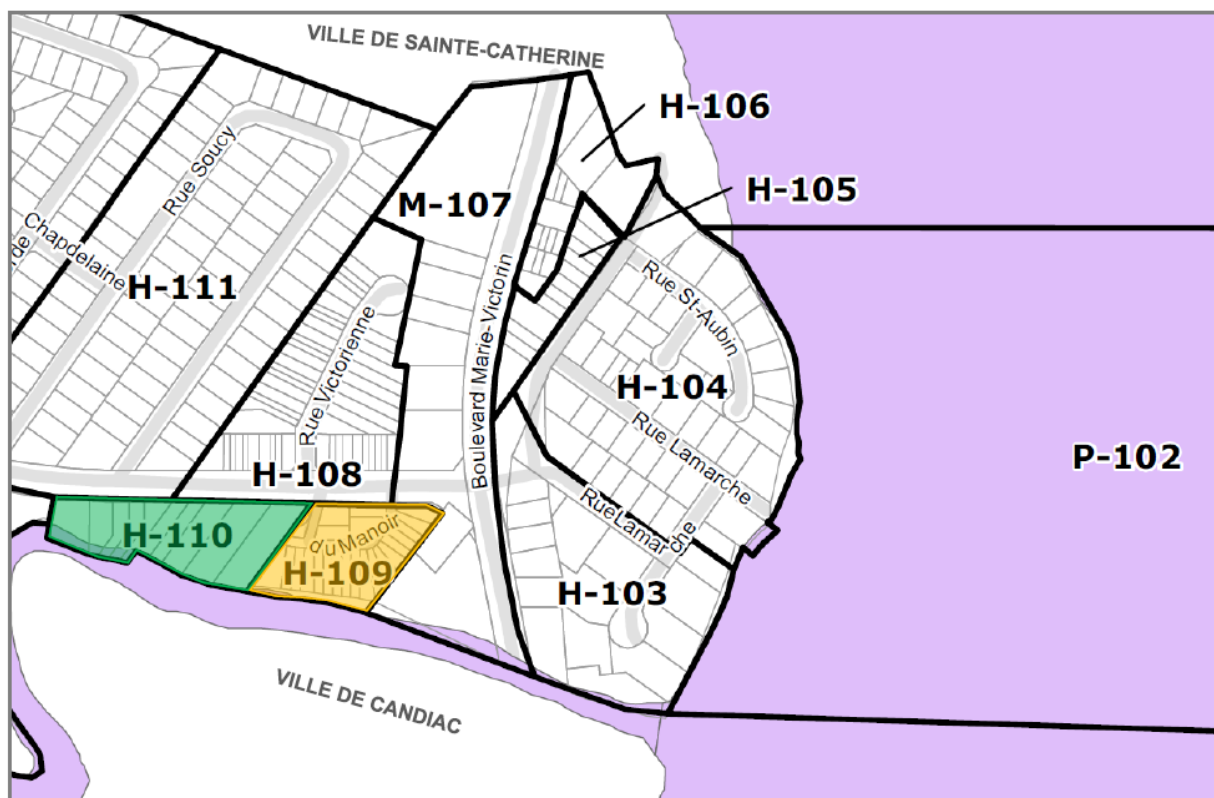 VILLE DE SAINTE-CATHERINE
H-106
H-105
M-107
Rue Soucy
Chapdelaine
de
H-111
Rue Victorienne
Boulevard Marie-Victorin
Rue St-Aubin
H-104
Rue Lamarche
P-102
H-108
Rue Lamarche
H-110
du Manoir
H-109
H-103
VILLE DE CANDIAC